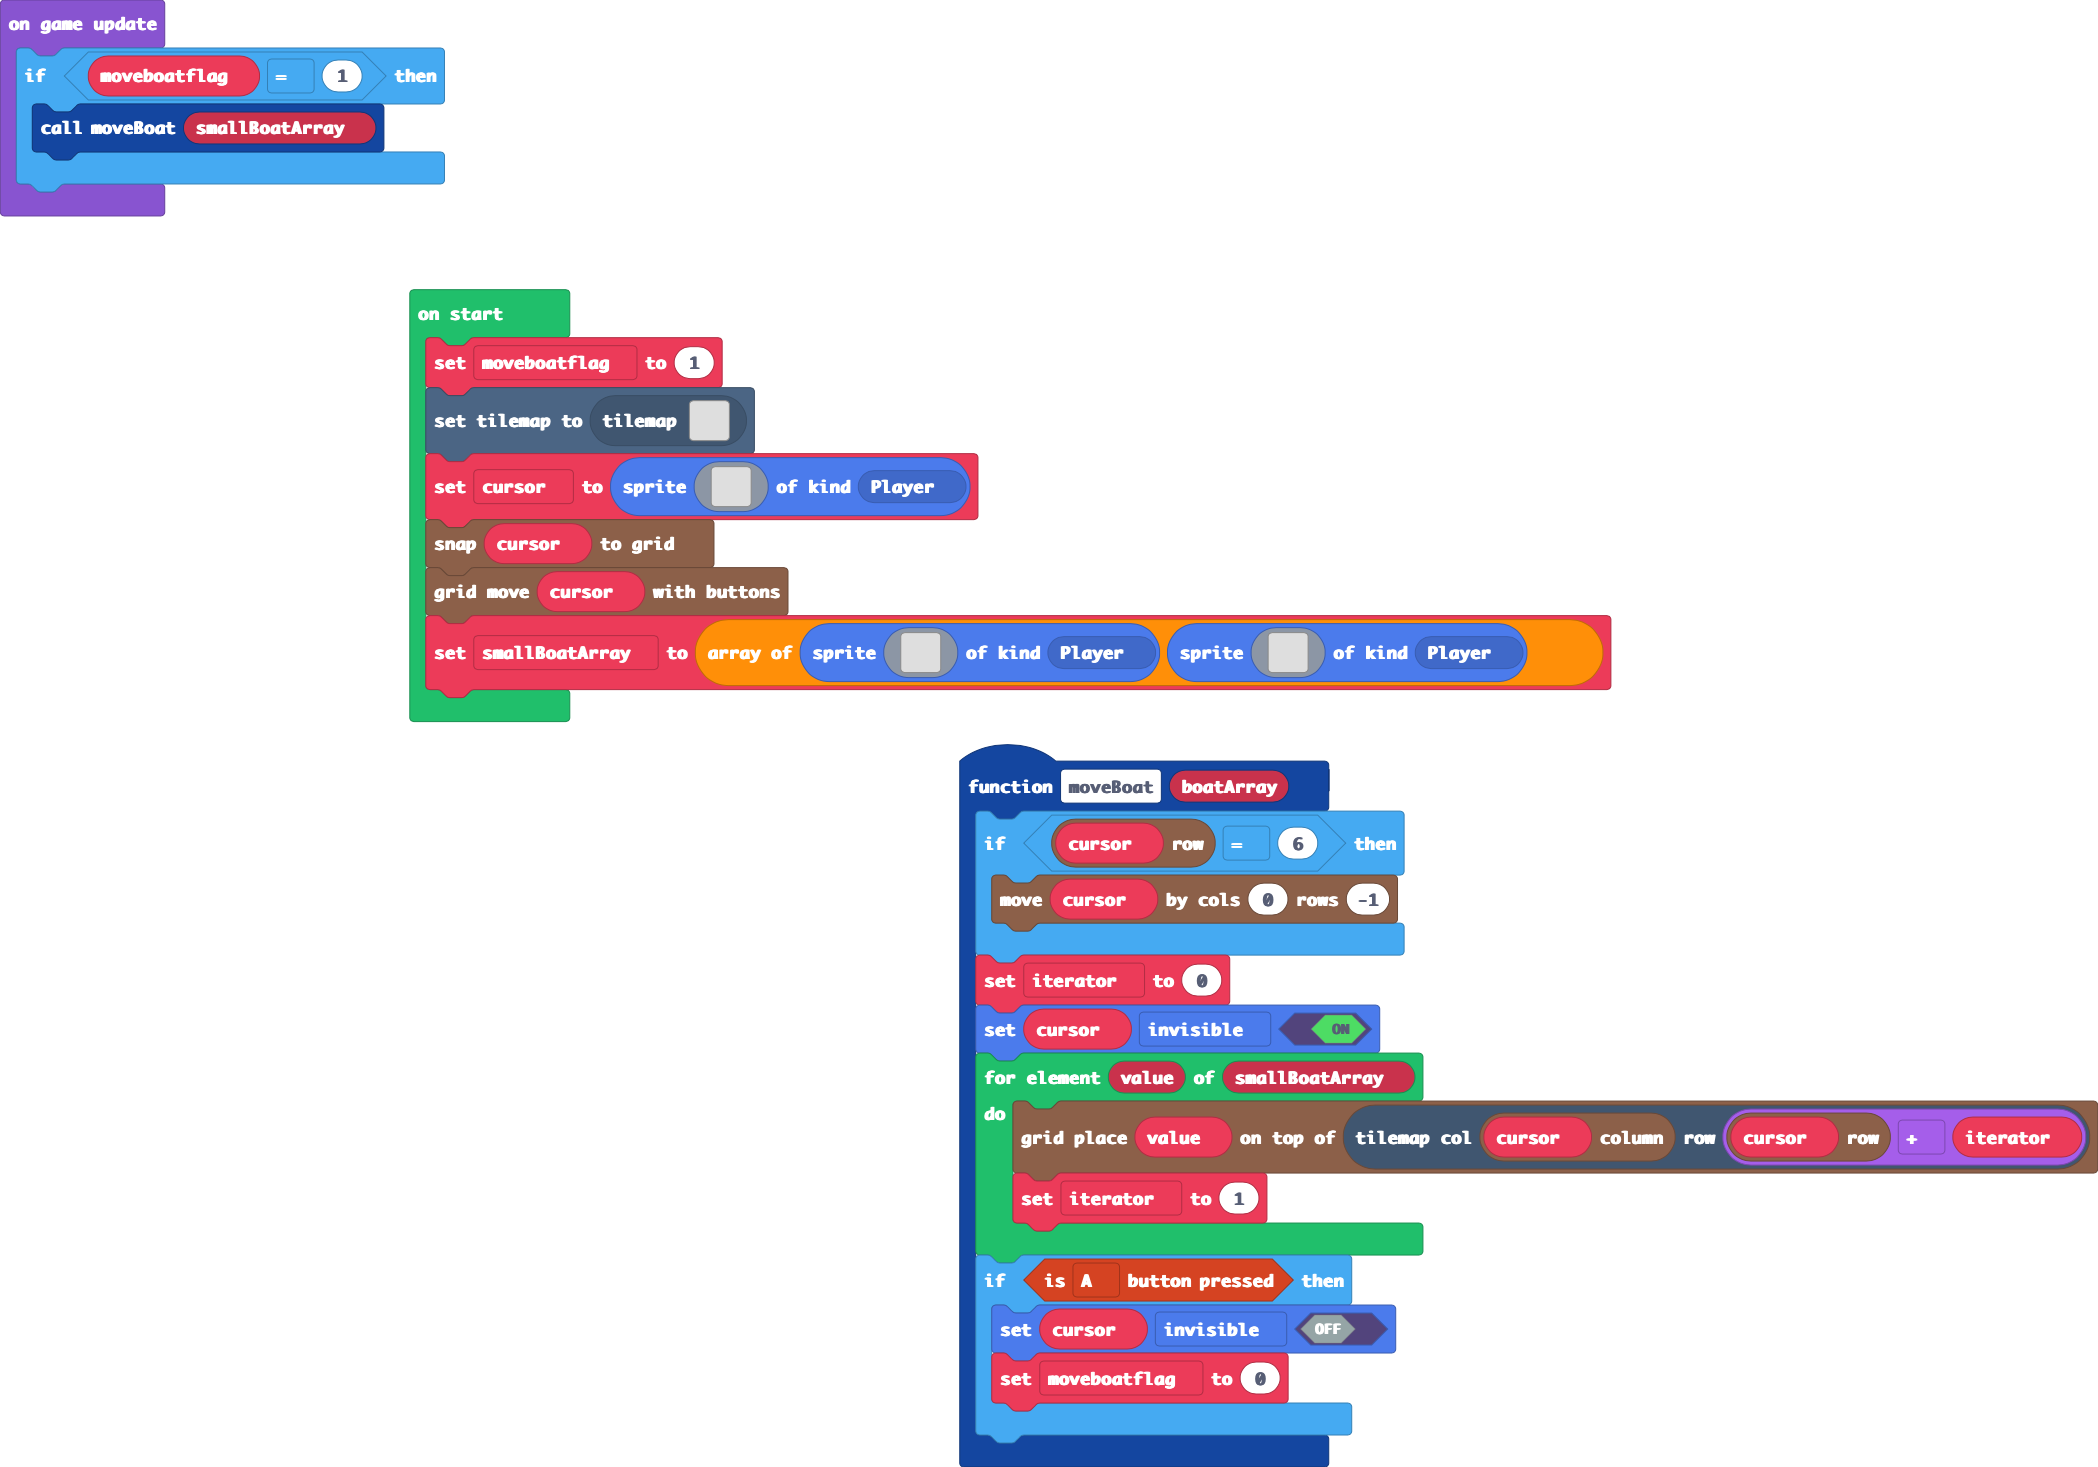 on game update
if moveboatflag = 1 then
call moveBoat smallBoatArray
on start
set moveboatflag to 1
set tilemap to tilemap
set cursor to sprite of kind Player
snap cursor to grid
grid move cursor with buttons
set smallBoatArray to array of sprite of kind Player sprite of kind Player
function moveBoat boatArray
if cursor row = 6 then
move cursor by cols 0 rows -1
set iterator to 0
set cursor invisible ON
for element value of smallBoatArray
do
grid place value on top of tilemap col cursor column row cursor row + iterator
set iterator to 1
if is A button pressed then
set cursor invisible OFF
set moveboatflag to 0